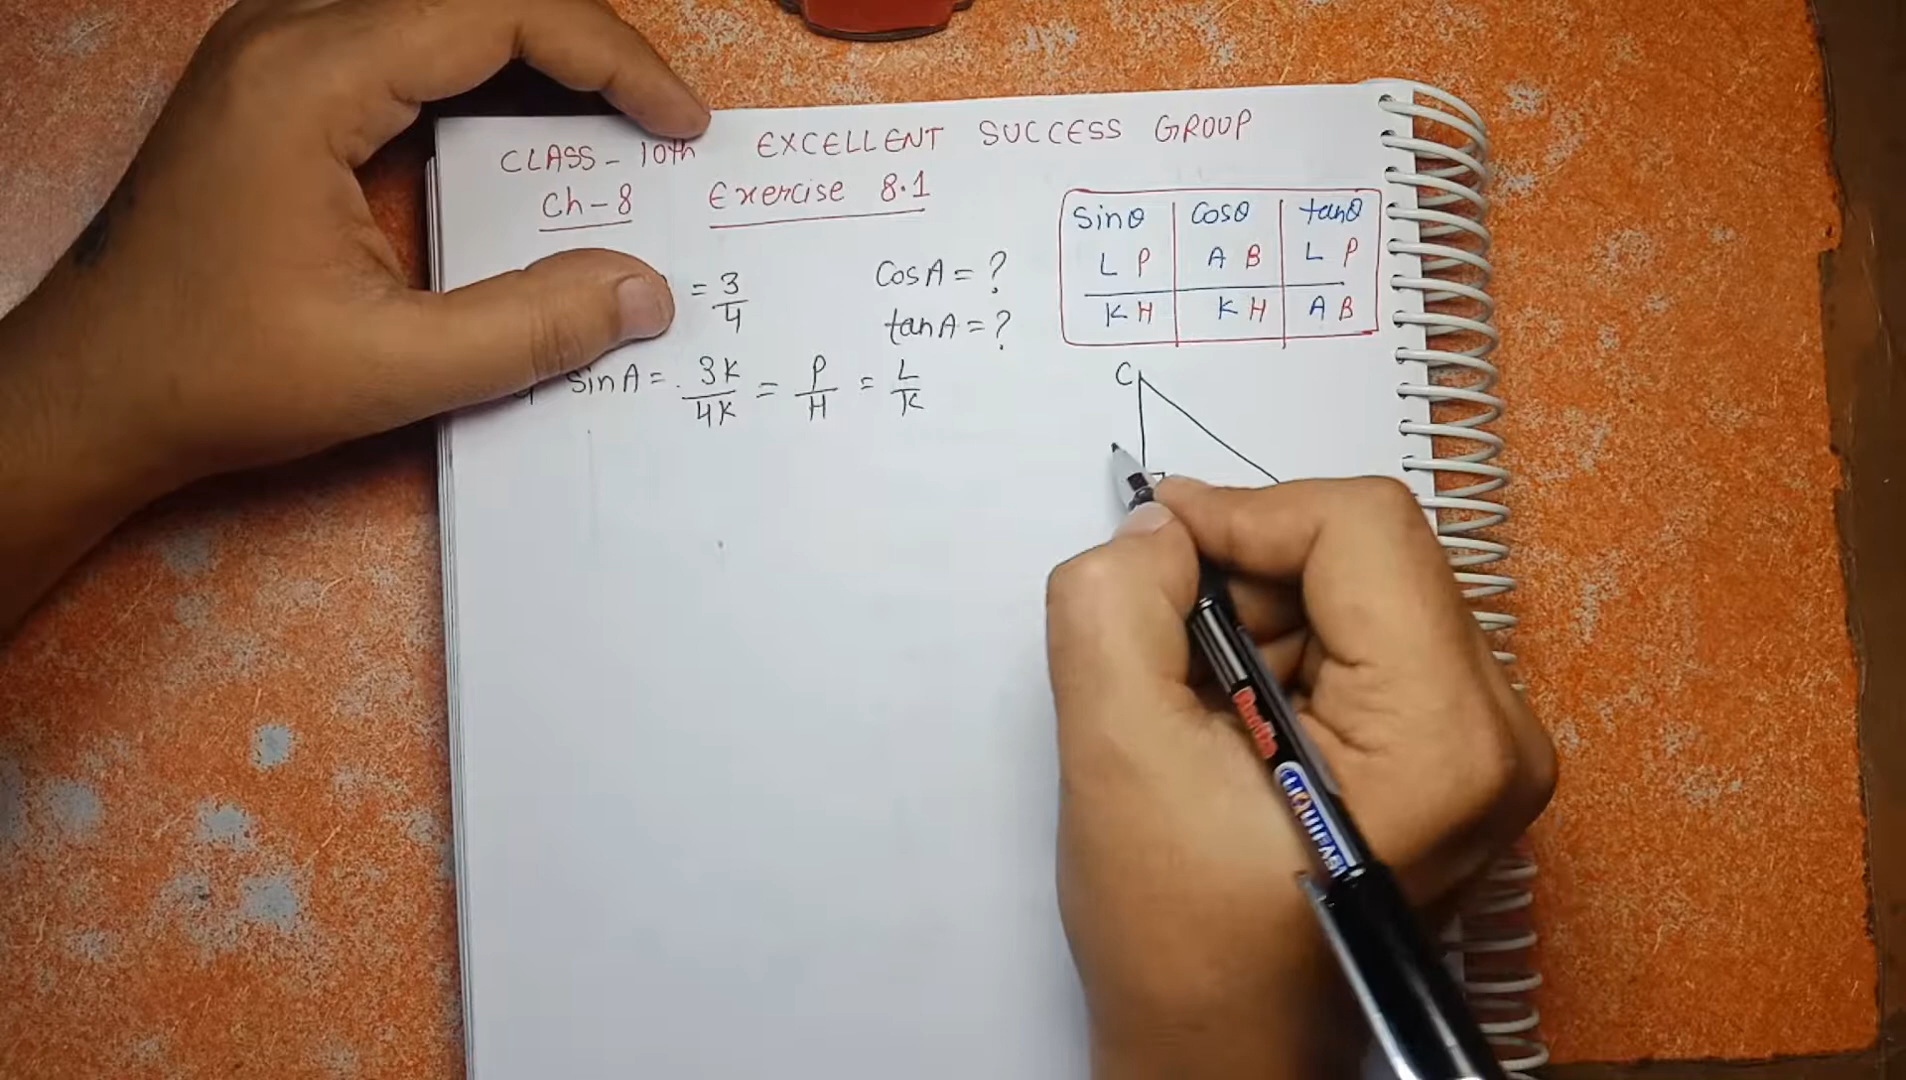 CLASS - 10th EXCELLENT SUCCESS GROUP
Ch-8 Exercise 8.1
= 3/4 CosA = ?
tanA = ?
sinA = 3K/4K = P/H = L/K
Sinθ Cosθ tanθ
L P A B L P
K H K H A B
C
LIQUIFAST